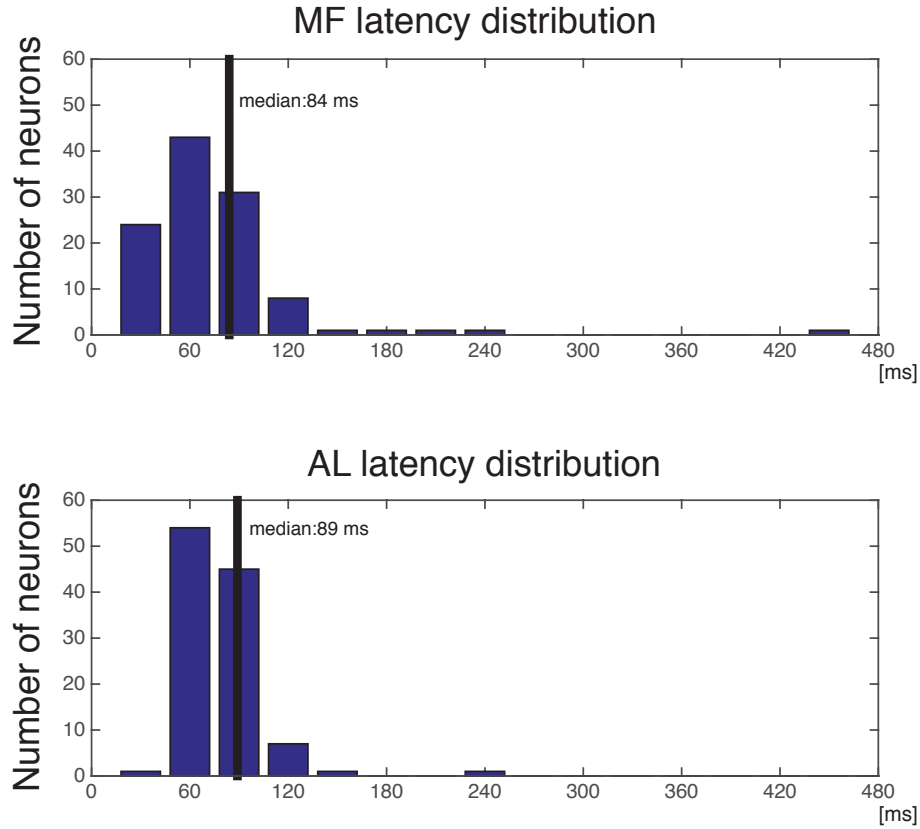 MF latency distribution
Number of neurons
60
50
40
30
20
10
0
median:84 ms
0 60 120 180 240 300 360 420 480
[ms]
AL latency distribution
Number of neurons
60
50
40
30
20
10
0
median:89 ms
0 60 120 180 240 300 360 420 480
[ms]